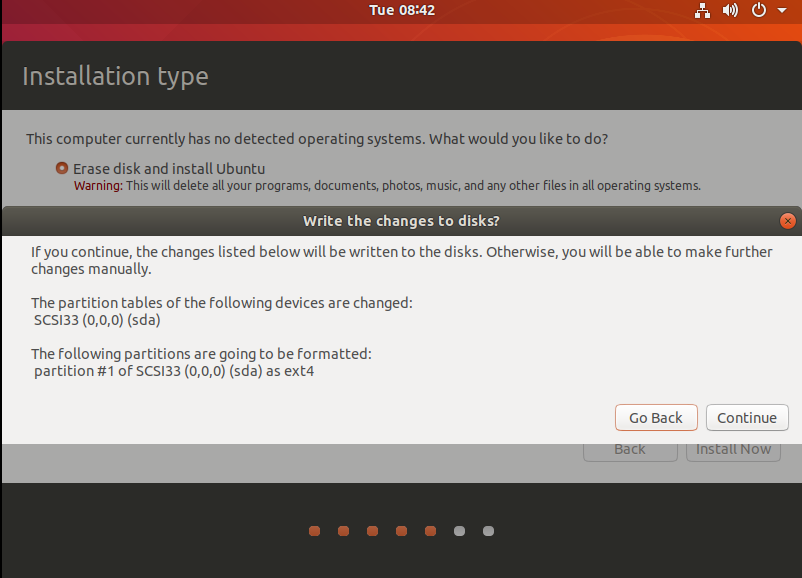 Tue 08:42
Installation type
This computer currently has no detected operating systems. What would you like to do?
Erase disk and install Ubuntu
Warning: This will delete all your programs, documents, photos, music, and any other files in all operating systems.
Write the changes to disks?
If you continue, the changes listed below will be written to the disks. Otherwise, you will be able to make further
changes manually.
The partition tables of the following devices are changed:
SCSI33 (0,0,0) (sda)
The following partitions are going to be formatted:
partition #1 of SCSI33 (0,0,0) (sda) as ext4
Go Back
Continue
Back
Install Now